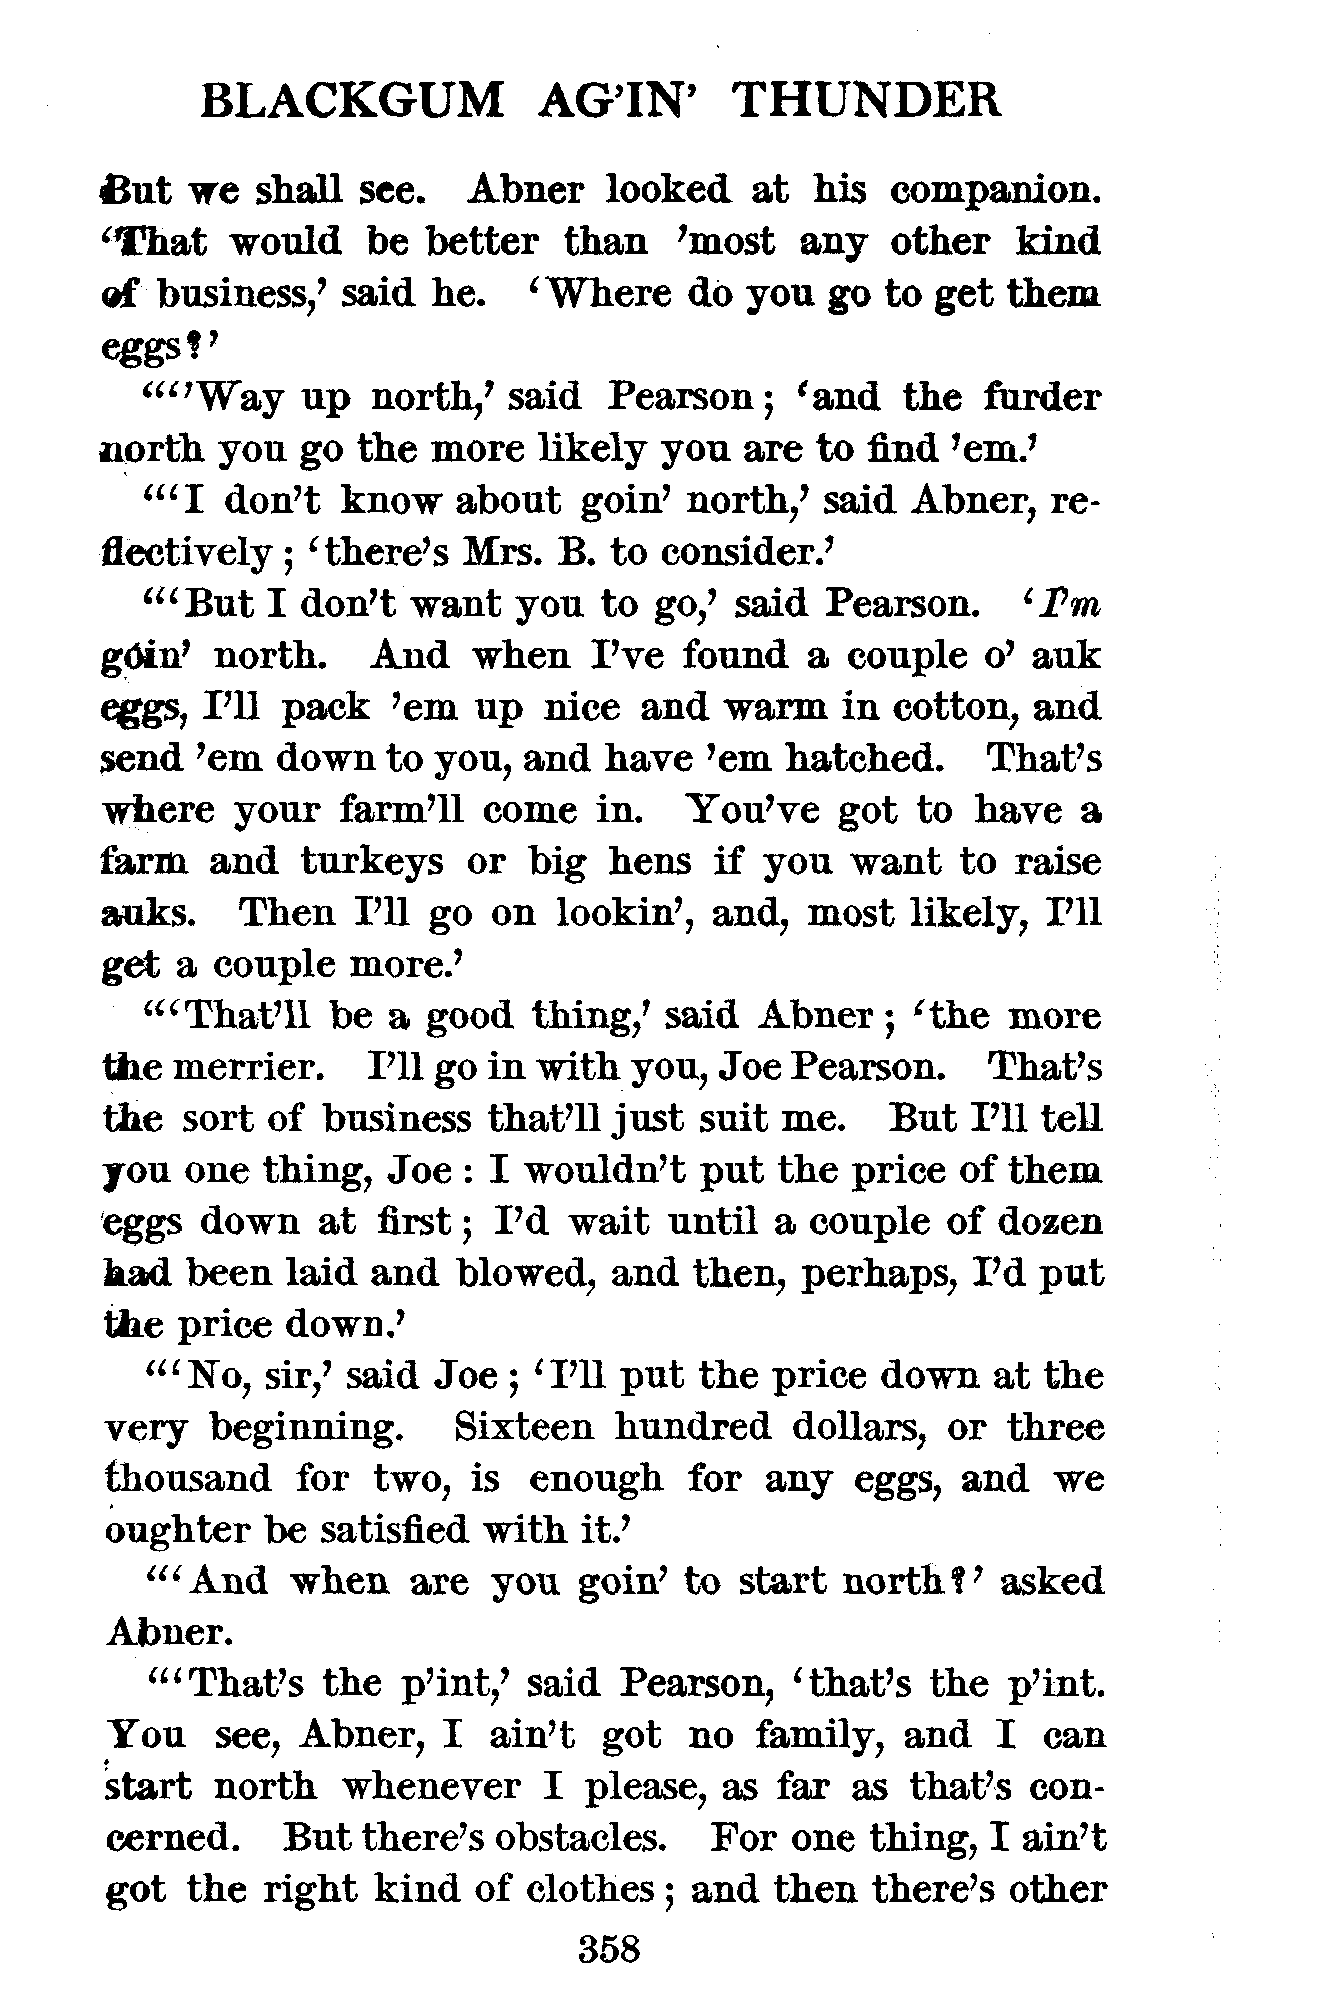 BLACKGUM AG'IN' THUNDER
But we shall see. Abner looked at his companion.
‘That would be better than ’most any other kind
of business,’ said he. ‘Where do you go to get them
eggs?’
“‘’Way up north,’ said Pearson; ‘and the furder
north you go the more likely you are to find ’em.’
“‘I don’t know about goin’ north,’ said Abner, re-
flectively; ‘there’s Mrs. B. to consider.’
“‘But I don’t want you to go,’ said Pearson. ‘I’m
goin’ north. And when I’ve found a couple o’ auk
eggs, I’ll pack ’em up nice and warm in cotton, and
send ’em down to you, and have ’em hatched. That’s
where your farm’ll come in. You’ve got to have a
farm and turkeys or big hens if you want to raise
auks. Then I’ll go on lookin’, and, most likely, I’ll
get a couple more.’
“‘That’ll be a good thing,’ said Abner; ‘the more
the merrier. I’ll go in with you, Joe Pearson. That’s
the sort of business that’ll just suit me. But I’ll tell
you one thing, Joe: I wouldn’t put the price of them
eggs down at first; I’d wait until a couple of dozen
had been laid and blowed, and then, perhaps, I’d put
the price down.’
“‘No, sir,’ said Joe; ‘I’ll put the price down at the
very beginning. Sixteen hundred dollars, or three
thousand for two, is enough for any eggs, and we
oughter be satisfied with it.’
“‘And when are you goin’ to start north?’ asked
Abner.
“‘That’s the p’int,’ said Pearson, ‘that’s the p’int.
You see, Abner, I ain’t got no family, and I can
start north whenever I please, as far as that’s con-
cerned. But there’s obstacles. For one thing, I ain’t
got the right kind of clothes; and then there’s other
358